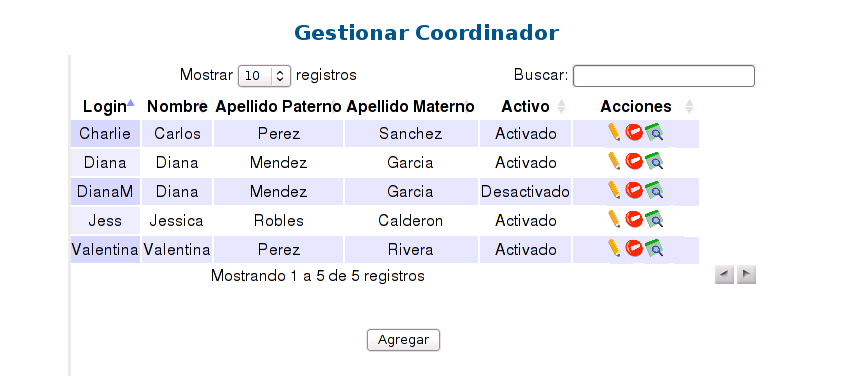 Gestionar Coordinador
Mostrar 10 registros Buscar:
Login Nombre Apellido Paterno Apellido Materno Activo Acciones
Charlie Carlos Perez Sanchez Activado
Diana Diana Mendez Garcia Activado
DianaM Diana Mendez Garcia Desactivado
Jess Jessica Robles Calderon Activado
Valentina Valentina Perez Rivera Activado
Mostrando 1 a 5 de 5 registros
Agregar